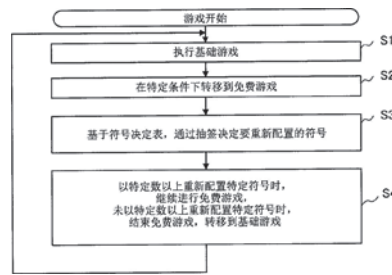 游戏开始
S1
执行基础游戏
S2
在特定条件下转移到免费游戏
S3
基于符号决定表，通过抽签决定要重新配置的符号
S4
以特定数以上重新配置特定符号时，
继续进行免费游戏，
未以特定数以上重新配置特定符号时，
结束免费游戏，转移到基础游戏